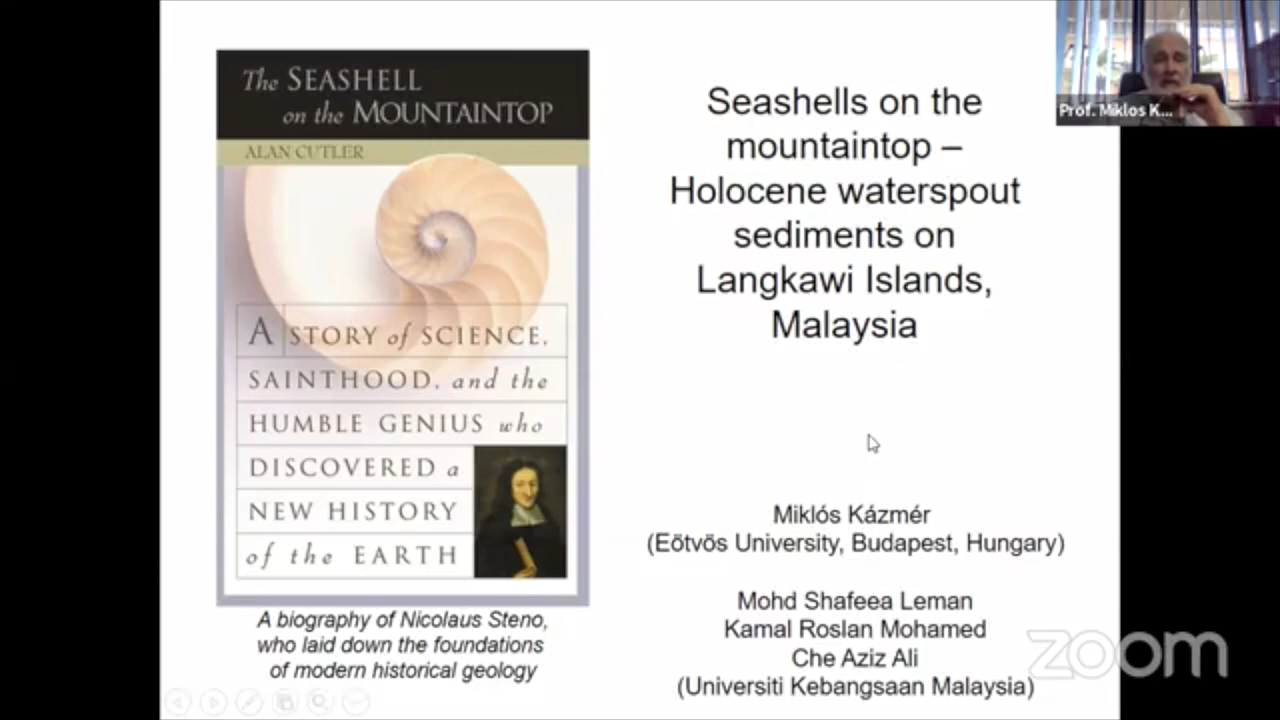 The SEASHELL
on the MOUNTAINTOP
ALAN CUTLER
A STORY of SCIENCE,
SAINTHOOD, and the
HUMBLE GENIUS who
DISCOVERED a
NEW HISTORY
of the EARTH
A biography of Nicolaus Steno,
who laid down the foundations
of modern historical geology
Seashells on the
mountaintop –
Holocene waterspout
sediments on
Langkawi Islands,
Malaysia
Miklós Kázmér
(Eötvös University, Budapest, Hungary)
Mohd Shafeea Leman
Kamal Roslan Mohamed
Che Aziz Ali
(Universiti Kebangsaan Malaysia)
Prof. Miklos K...
zoom